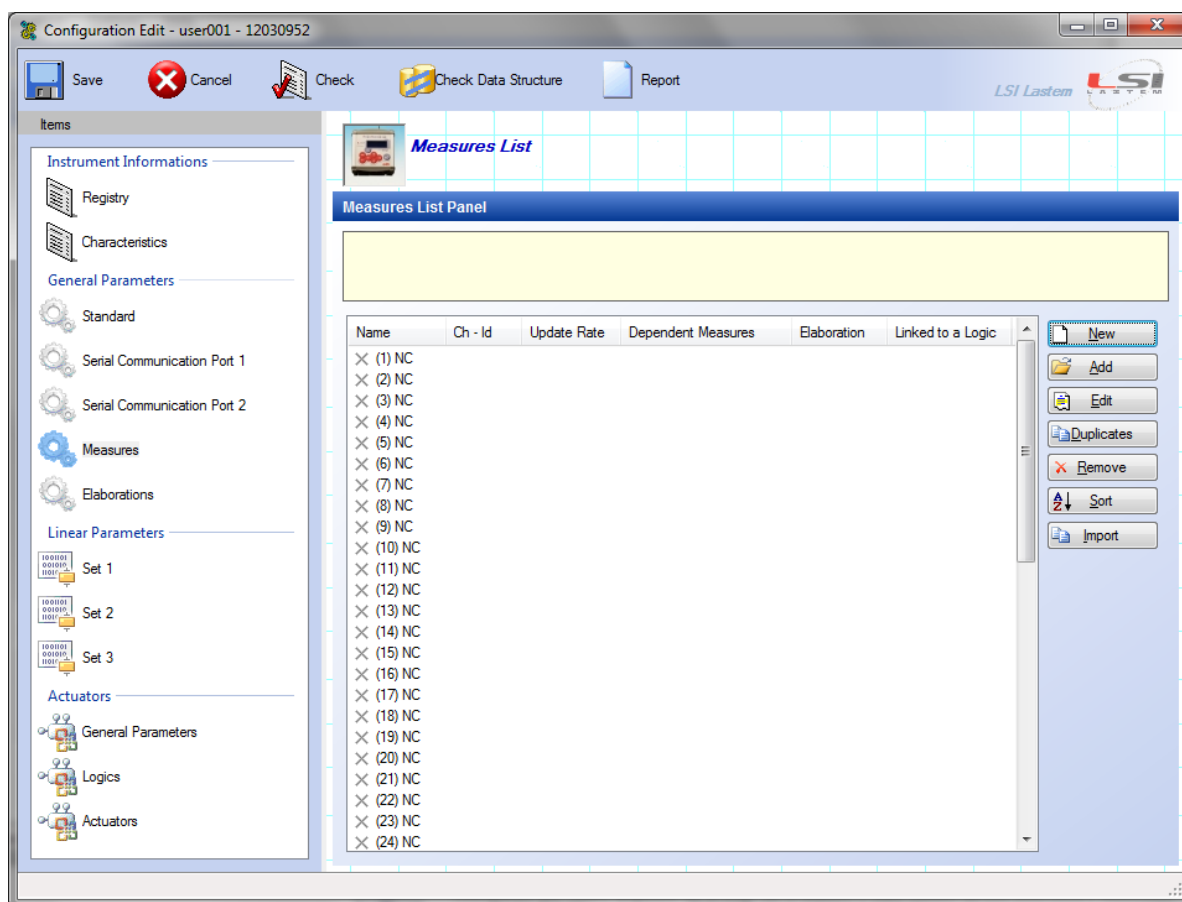 Configuration Edit - user001 - 12030952
Save Cancel Check Check Data Structure Report
LSI Lastem LSI LASTEM
Items
Instrument Informations
Registry
Characteristics
General Parameters
Standard
Serial Communication Port 1
Serial Communication Port 2
Measures
Elaborations
Linear Parameters
Set 1
Set 2
Set 3
Actuators
General Parameters
Logics
Actuators
Measures List
Measures List Panel
Name Ch - Id Update Rate Dependent Measures Elaboration Linked to a Logic
(1) NC
(2) NC
(3) NC
(4) NC
(5) NC
(6) NC
(7) NC
(8) NC
(9) NC
(10) NC
(11) NC
(12) NC
(13) NC
(14) NC
(15) NC
(16) NC
(17) NC
(18) NC
(19) NC
(20) NC
(21) NC
(22) NC
(23) NC
(24) NC
New
Add
Edit
Duplicates
Remove
Sort
Import